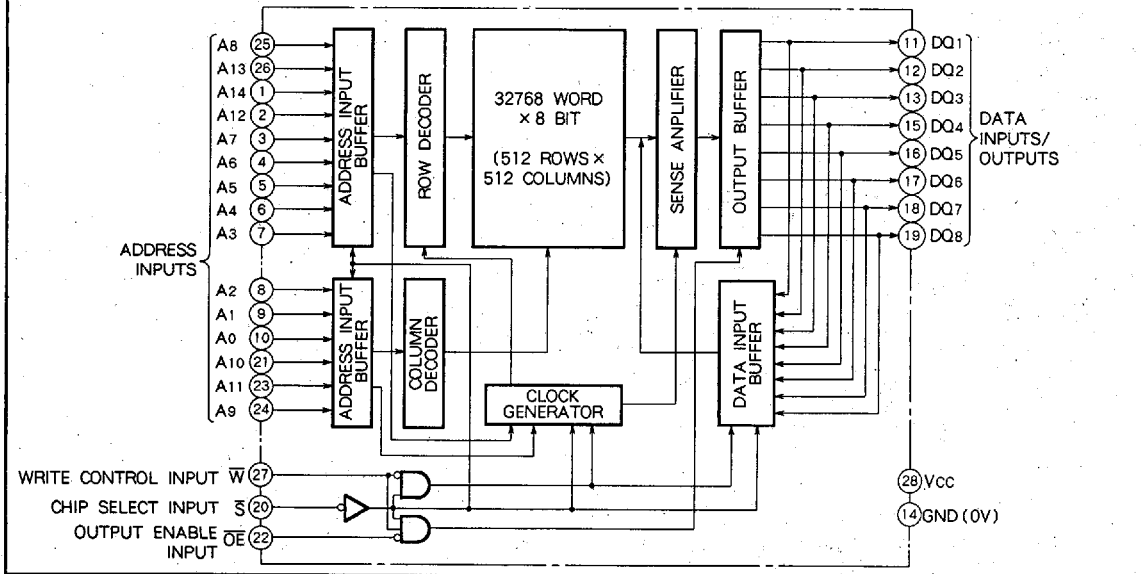 A8 25
A13 26
A14 1
A12 2
A7 3
A6 4
A5 5
A4 6
A3 7
ADDRESS
INPUTS
A2 8
A1 9
A0 10
A10 21
A11 23
A9 24
ADDRESS INPUT
BUFFER
ROW DECODER
32768 WORD
× 8 BIT
(512 ROWS ×
512 COLUMNS)
SENSE ANPLIFIER
OUTPUT BUFFER
11 DQ1
12 DQ2
13 DQ3
15 DQ4
16 DQ5
17 DQ6
18 DQ7
19 DQ8
DATA
INPUTS/
OUTPUTS
ADDRESS INPUT
BUFFER
COLUMN
DECODER
CLOCK
GENERATOR
DATA INPUT
BUFFER
WRITE CONTROL INPUT W̅ 27
CHIP SELECT INPUT S̅ 20
OUTPUT ENABLE
INPUT O̅E̅ 22
28 Vcc
14 GND (0V)